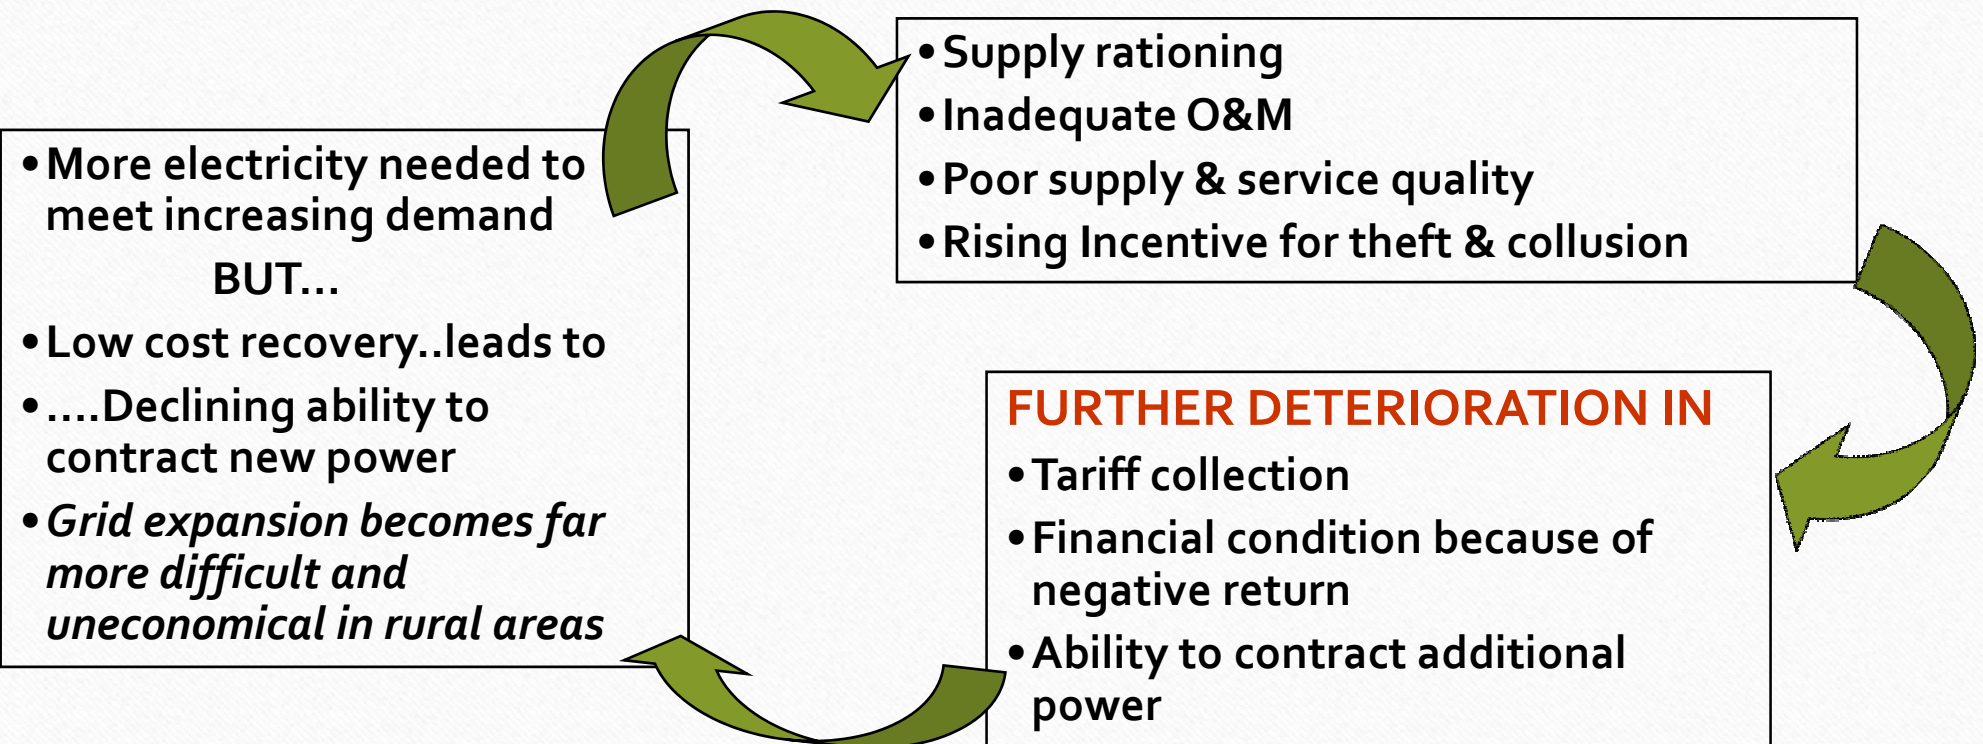 •More electricity needed to
meet increasing demand
BUT...
•Low cost recovery..leads to
•....Declining ability to
contract new power
•Grid expansion becomes far
more difficult and
uneconomical in rural areas
•Supply rationing
•Inadequate O&M
•Poor supply & service quality
•Rising Incentive for theft & collusion
FURTHER DETERIORATION IN
•Tariff collection
•Financial condition because of
negative return
•Ability to contract additional
power